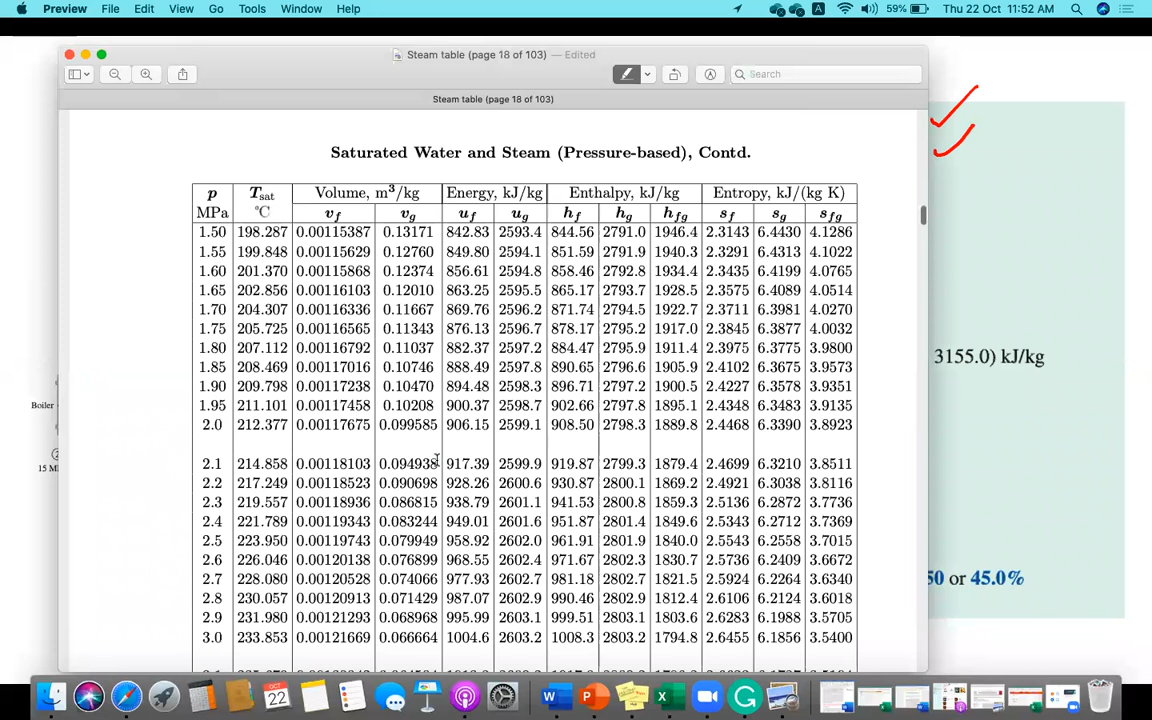 Preview File Edit View Go Tools Window Help 59% Thu 22 Oct 11:52 AM
Steam table (page 18 of 103) — Edited
Search
Steam table (page 18 of 103)
Saturated Water and Steam (Pressure-based), Contd.
p Tsat Volume, m³/kg Energy, kJ/kg Enthalpy, kJ/kg Entropy, kJ/(kg K)
MPa °C vf vg uf ug hf hg hfg sf sg sfg
1.50 198.287 0.00115387 0.13171 842.83 2593.4 844.56 2791.0 1946.4 2.3143 6.4430 4.1286
1.55 199.848 0.00115629 0.12760 849.80 2594.1 851.59 2791.9 1940.3 2.3291 6.4313 4.1022
1.60 201.370 0.00115868 0.12374 856.61 2594.8 858.46 2792.8 1934.4 2.3435 6.4199 4.0765
1.65 202.856 0.00116103 0.12010 863.25 2595.5 865.17 2793.7 1928.5 2.3575 6.4089 4.0514
1.70 204.307 0.00116336 0.11667 869.76 2596.2 871.74 2794.5 1922.7 2.3711 6.3981 4.0270
1.75 205.725 0.00116565 0.11343 876.13 2596.7 878.17 2795.2 1917.0 2.3845 6.3877 4.0032
1.80 207.112 0.00116792 0.11037 882.37 2597.2 884.47 2795.9 1911.4 2.3975 6.3775 3.9800
1.85 208.469 0.00117016 0.10746 888.49 2597.8 890.65 2796.6 1905.9 2.4102 6.3675 3.9573
1.90 209.798 0.00117238 0.10470 894.48 2598.3 896.71 2797.2 1900.5 2.4227 6.3578 3.9351
1.95 211.101 0.00117458 0.10208 900.37 2598.7 902.66 2797.8 1895.1 2.4348 6.3483 3.9135
2.0 212.377 0.00117675 0.099585 906.15 2599.1 908.50 2798.3 1889.8 2.4468 6.3390 3.8923
2.1 214.858 0.00118103 0.094938 917.39 2599.9 919.87 2799.3 1879.4 2.4699 6.3210 3.8511
2.2 217.249 0.00118523 0.090698 928.26 2600.6 930.87 2800.1 1869.2 2.4921 6.3038 3.8116
2.3 219.557 0.00118936 0.086815 938.79 2601.1 941.53 2800.8 1859.3 2.5136 6.2872 3.7736
2.4 221.789 0.00119343 0.083244 949.01 2601.6 951.87 2801.4 1849.6 2.5343 6.2712 3.7369
2.5 223.950 0.00119743 0.079949 958.92 2602.0 961.91 2801.9 1840.0 2.5543 6.2558 3.7015
2.6 226.046 0.00120138 0.076899 968.55 2602.4 971.67 2802.3 1830.7 2.5736 6.2409 3.6672
2.7 228.080 0.00120528 0.074066 977.93 2602.7 981.18 2802.7 1821.5 2.5924 6.2264 3.6340
2.8 230.057 0.00120913 0.071429 987.07 2602.9 990.46 2802.9 1812.4 2.6106 6.2124 3.6018
2.9 231.980 0.00121293 0.068968 995.99 2603.1 999.51 2803.1 1803.6 2.6283 6.1988 3.5705
3.0 233.853 0.00121669 0.066664 1004.6 2603.2 1008.3 2803.2 1794.8 2.6455 6.1856 3.5400
3155.0) kJ/kg
Boiler
15 M
50 or 45.0%
OCT
22